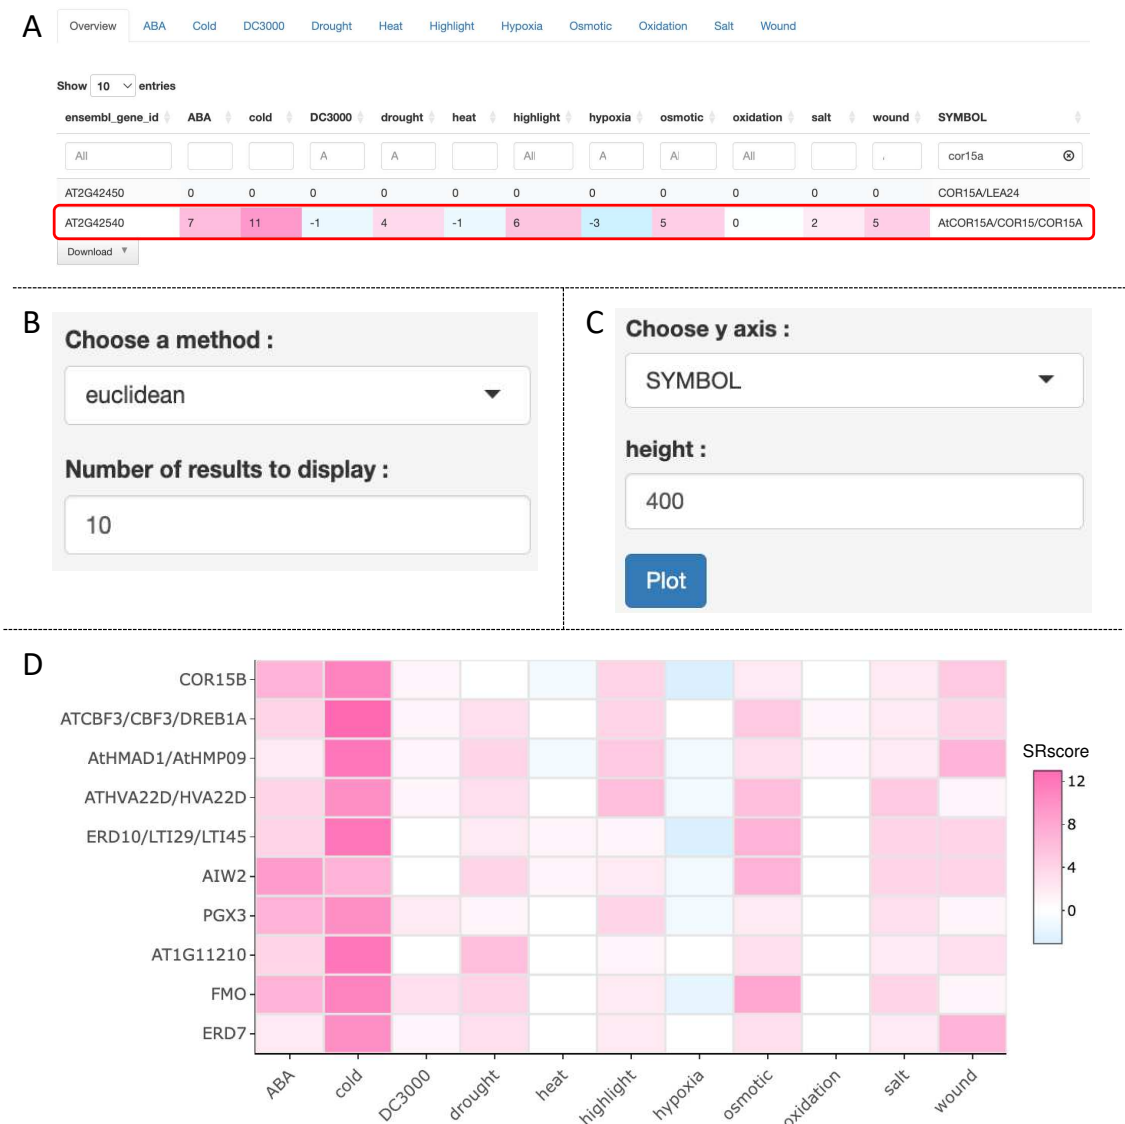 A
Overview ABA Cold DC3000 Drought Heat Highlight Hypoxia Osmotic Oxidation Salt Wound
Show 10 entries
ensembl_gene_id ABA cold DC3000 drought heat highlight hypoxia osmotic oxidation salt wound SYMBOL
All A A All A Al All cor15a
AT2G42450 0 0 0 0 0 0 0 0 0 0 0 COR15A/LEA24
AT2G42540 7 11 -1 4 -1 6 -3 5 0 2 5 AtCOR15A/COR15/COR15A
Download
B
Choose a method :
euclidean
Number of results to display :
10
C
Choose y axis :
SYMBOL
height :
400
Plot
D
COR15B
ATCBF3/CBF3/DREB1A
AtHMAD1/AtHMP09
ATHVA22D/HVA22D
ERD10/LTI29/LTI45
AIW2
PGX3
AT1G11210
FMO
ERD7
ABA cold DC3000 drought heat highlight hypoxia osmotic oxidation salt wound
SRscore
12
8
4
0